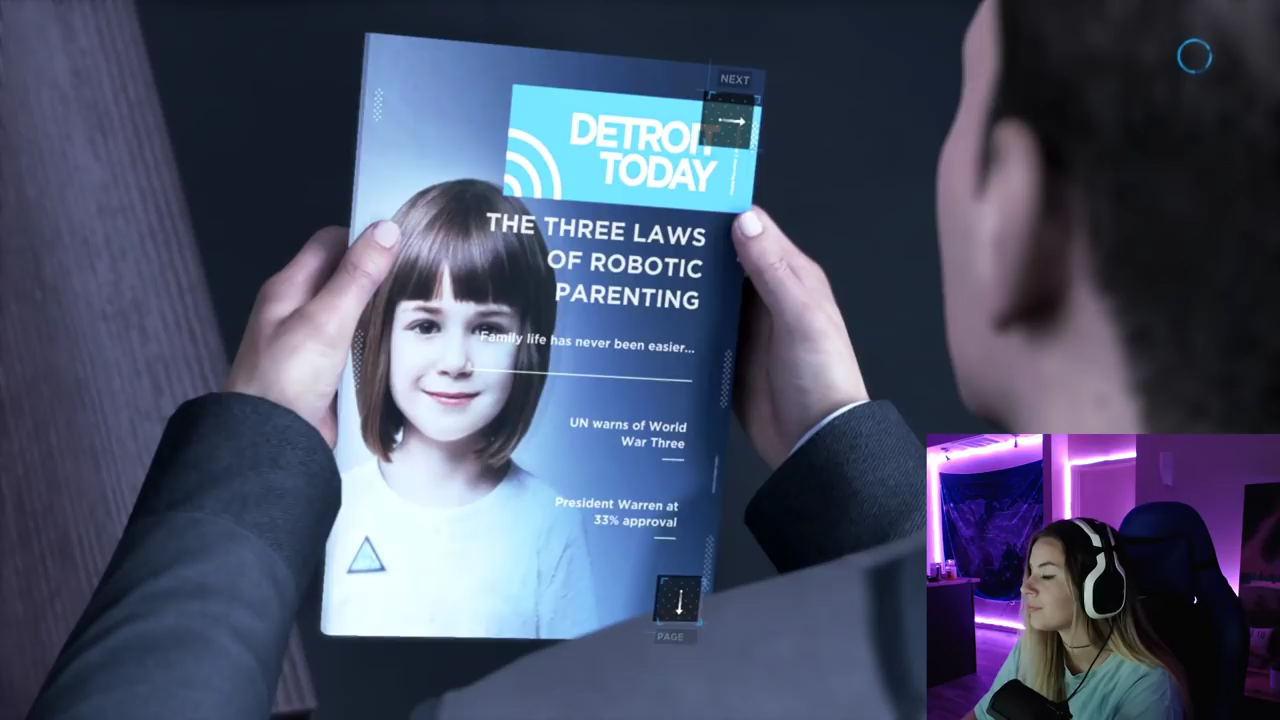 NEXT
DETROIT
TODAY
THE THREE LAWS
OF ROBOTIC
PARENTING
Family life has never been easier...
UN warns of World
War Three
President Warren at
33% approval
PAGE